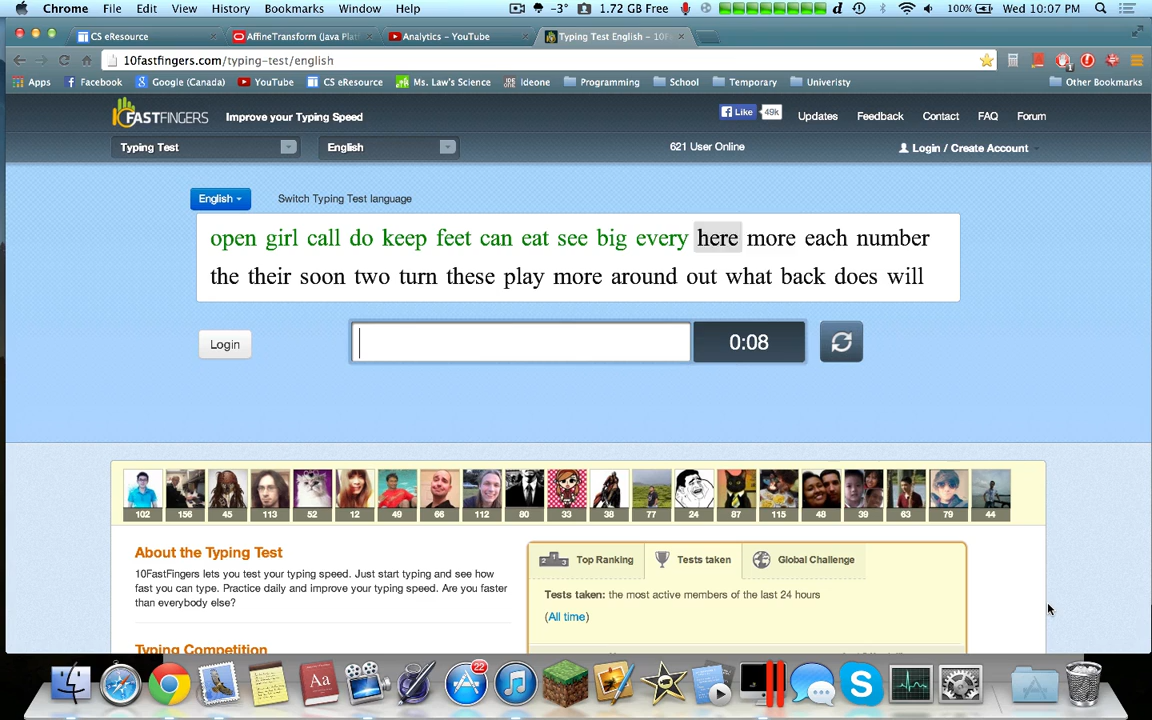 Chrome File Edit View History Bookmarks Window Help -3° 1.72 GB Free 100% Wed 10:07 PM
CS eResource AffineTransform (Java Plat Analytics - YouTube Typing Test English - 10
10fastfingers.com/typing-test/english
Apps Facebook Google (Canada) YouTube CS eResource Ms. Law's Science Ideone Programming School Temporary Univeristy Other Bookmarks
10FASTFINGERS Improve your Typing Speed Like 49k Updates Feedback Contact FAQ Forum
Typing Test English 621 User Online Login / Create Account
English Switch Typing Test language
open girl call do keep feet can eat see big every here more each number
the their soon two turn these play more around out what back does will
Login 0:08
102 156 45 113 52 12 49 66 112 80 33 38 77 24 87 115 48 39 63 79 44
About the Typing Test
10FastFingers lets you test your typing speed. Just start typing and see how
fast you can type. Practice daily and improve your typing speed. Are you faster
than everybody else?
Typing Competition
Top Ranking Tests taken Global Challenge
Tests taken: the most active members of the last 24 hours
(All time)
Aa 22 S